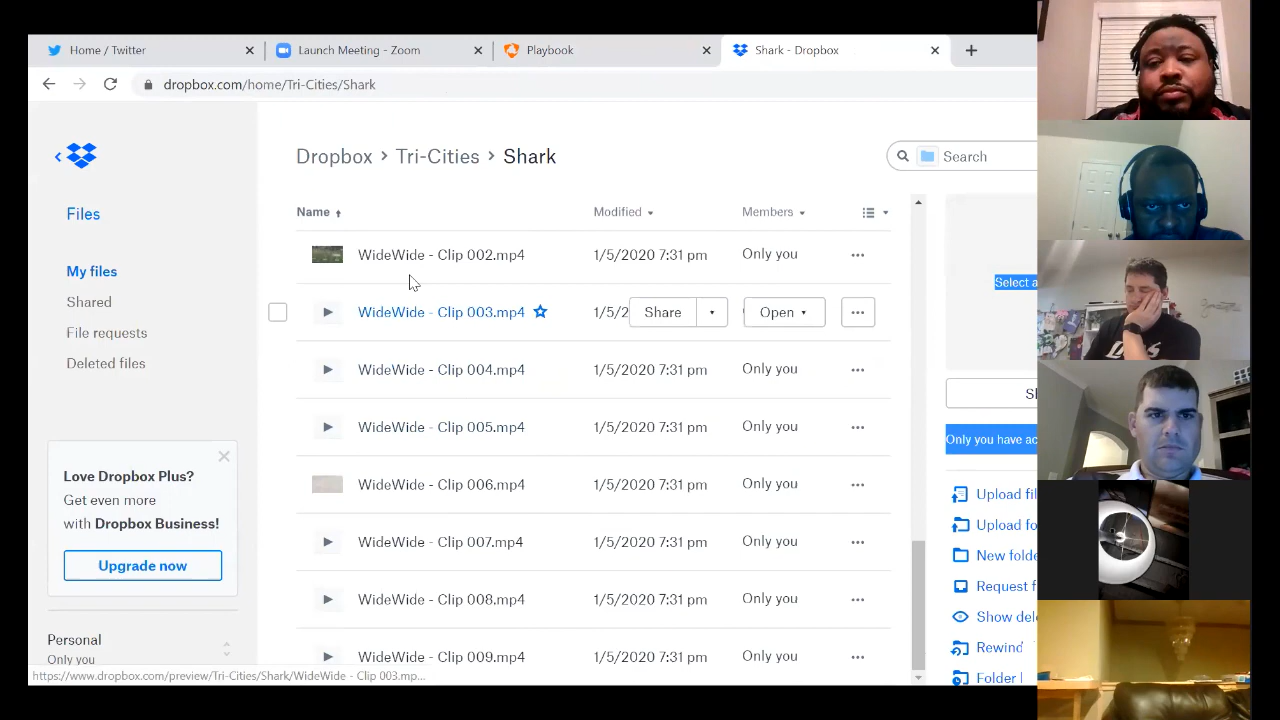 Home / Twitter
Launch Meeting - Zoom
Playbook
Shark - Dropbox
dropbox.com/home/Tri-Cities/Shark
Dropbox > Tri-Cities > Shark
Search
Files
My files
Shared
File requests
Deleted files
Name Modified Members
WideWide - Clip 002.mp4 1/5/2020 7:31 pm Only you
WideWide - Clip 003.mp4 1/5/2 Share Open
WideWide - Clip 004.mp4 1/5/2020 7:31 pm Only you
WideWide - Clip 005.mp4 1/5/2020 7:31 pm Only you
WideWide - Clip 006.mp4 1/5/2020 7:31 pm Only you
WideWide - Clip 007.mp4 1/5/2020 7:31 pm Only you
WideWide - Clip 008.mp4 1/5/2020 7:31 pm Only you
WideWide - Clip 009.mp4 1/5/2020 7:31 pm Only you
Love Dropbox Plus?
Get even more
with Dropbox Business!
Upgrade now
Personal
Only you
https://www.dropbox.com/preview/Tri-Cities/Shark/WideWide - Clip 003.mp...
Select a
Only you have ac
Upload fil
Upload fo
New folde
Request f
Show dele
Rewind
Folder